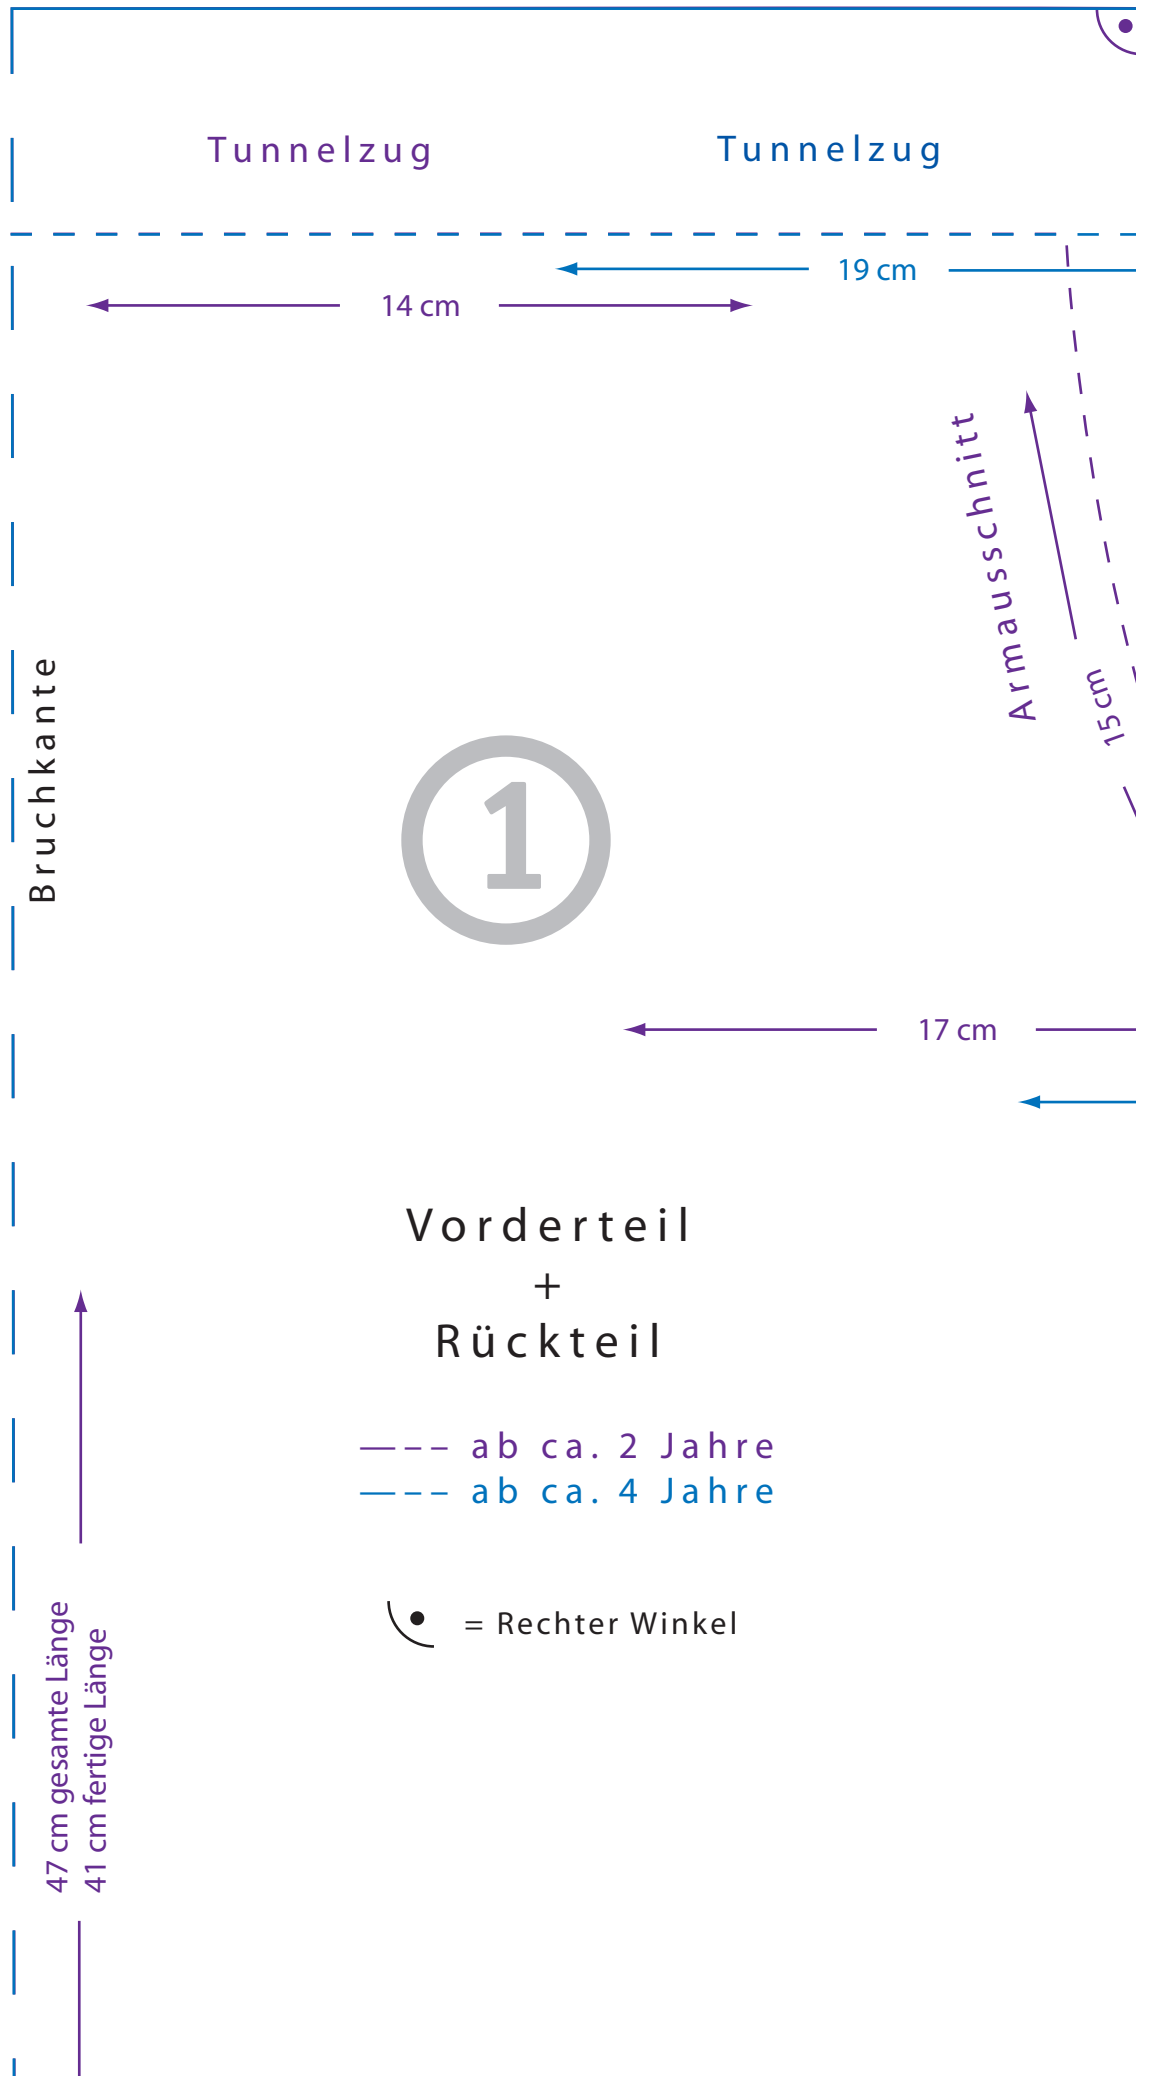 Tunnelzug
Tunnelzug
19 cm
14 cm
Armausschnitt
15 cm
Bruchkante
1
17 cm
Vorderteil
+
Rückteil
ab ca. 2 Jahre
ab ca. 4 Jahre
= Rechter Winkel
47 cm gesamte Länge
41 cm fertige Länge